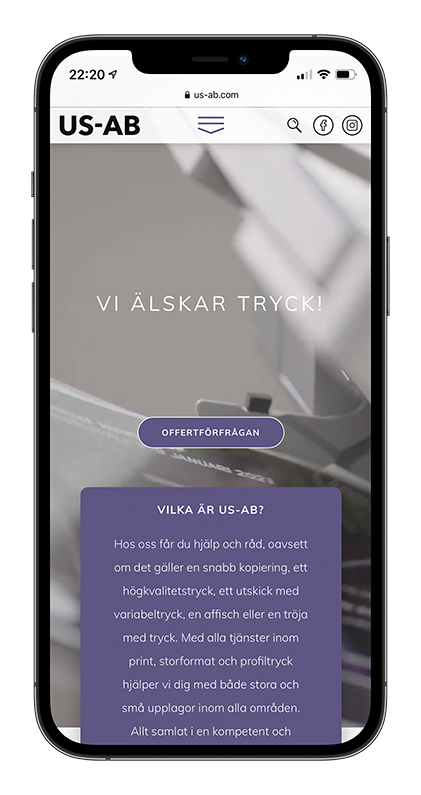 22:20
us-ab.com
US-AB
VI ÄLSKAR TRYCK!
OFFERTFÖRFRÅGAN
JANUARI 2021
VILKA ÄR US-AB?
Hos oss får du hjälp och råd, oavsett
om det gäller en snabb kopiering, ett
högkvalitetstryck, ett utskick med
variabeltryck, en affisch eller en tröja
med tryck. Med alla tjänster inom
print, storformat och profiltryck
hjälper vi dig med både stora och
små upplagor inom alla områden.
Allt samlat i en kompetent och